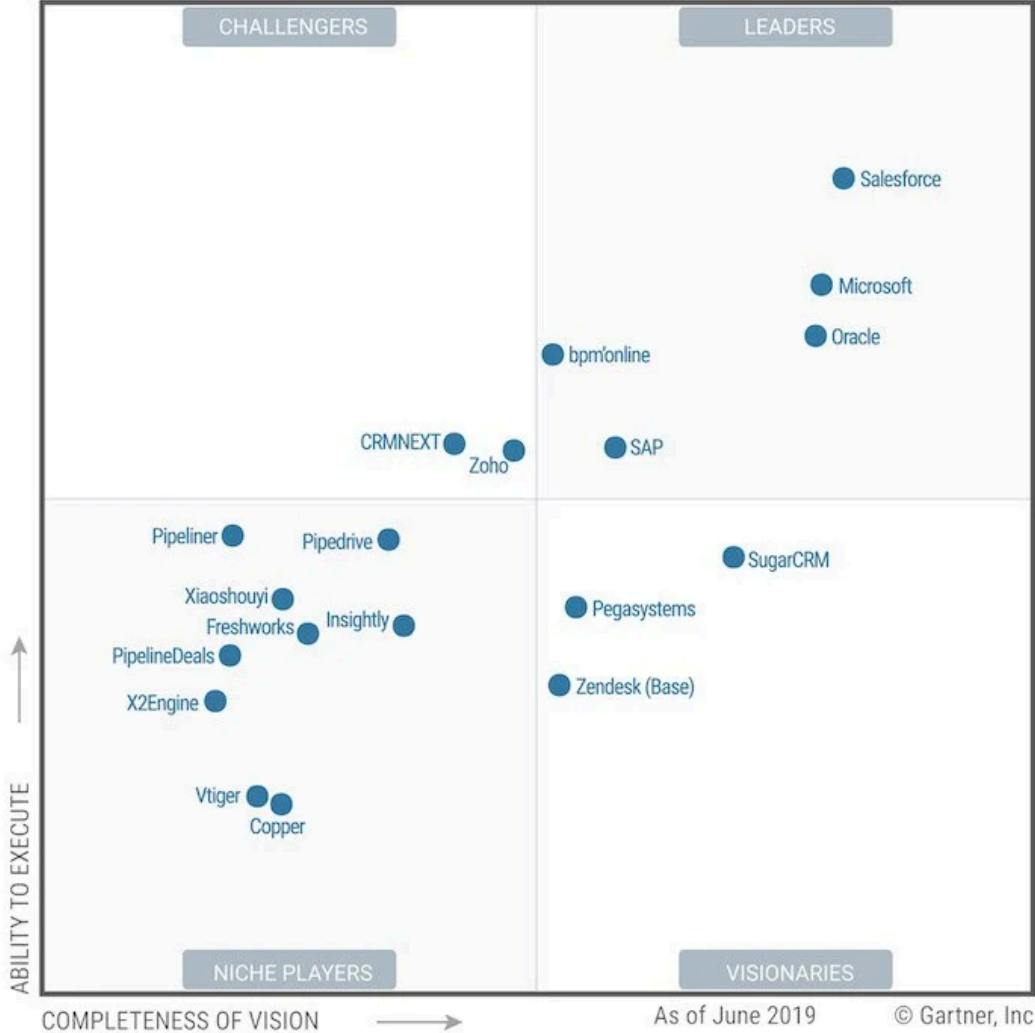 CHALLENGERS
LEADERS
Salesforce
Microsoft
Oracle
bpm'online
CRMNEXT
Zoho
SAP
Pipeliner
Pipedrive
SugarCRM
Xiaoshouyi
Pegasystems
Insightly
Freshworks
PipelineDeals
Zendesk (Base)
X2Engine
Vtiger
Copper
ABILITY TO EXECUTE
NICHE PLAYERS
VISIONARIES
COMPLETENESS OF VISION
As of June 2019
© Gartner, Inc